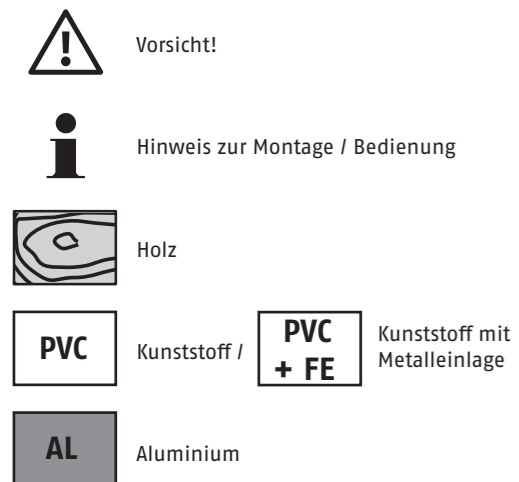 Vorsicht!
Hinweis zur Montage / Bedienung
Holz
PVC
Kunststoff /
PVC
+ FE
Kunststoff mit
Metalleinlage
AL
Aluminium